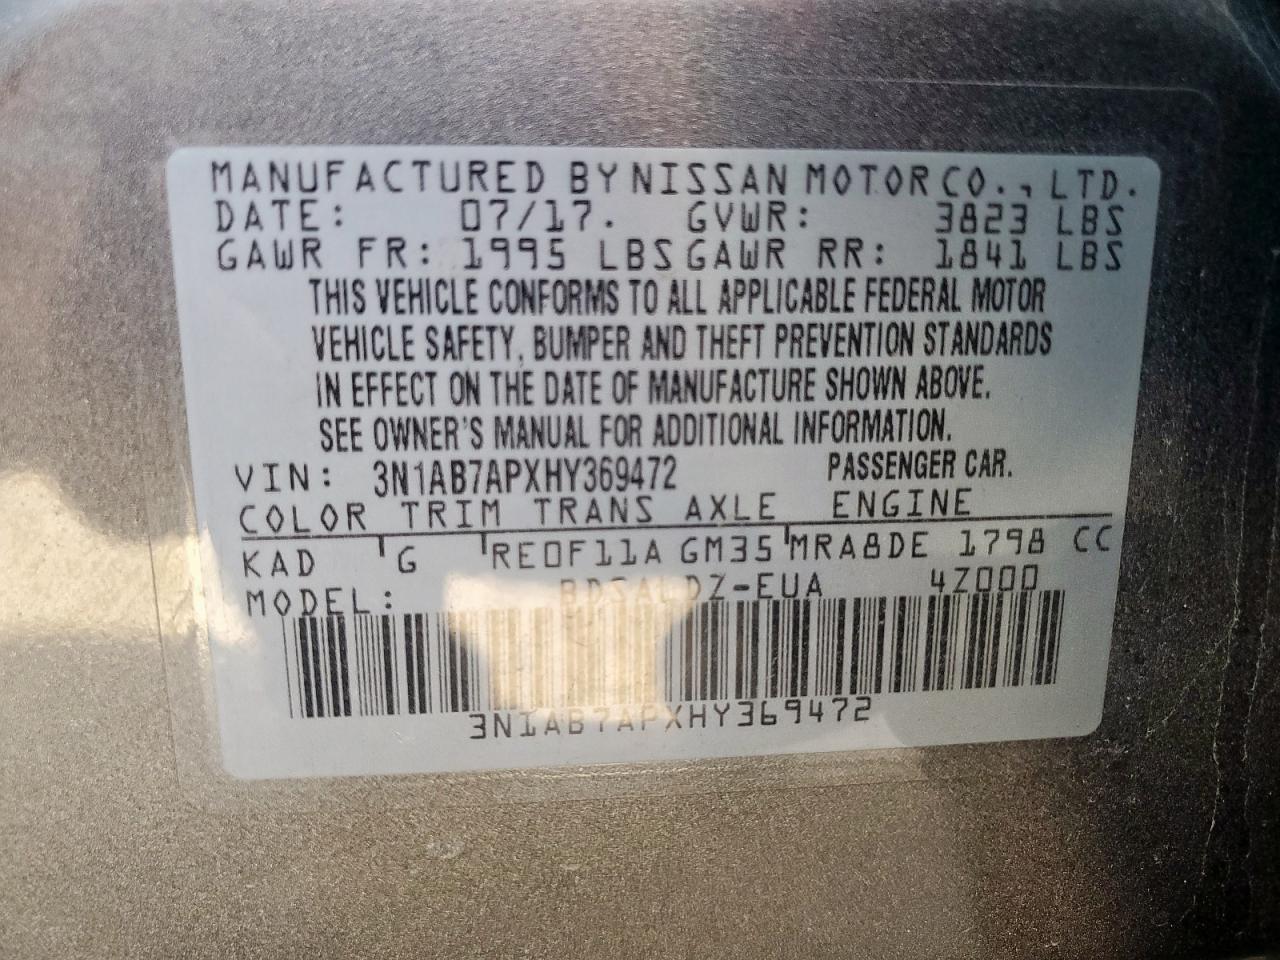 MANUFACTURED BY NISSAN MOTOR CO., LTD.
DATE: 07/17. GVWR: 3823 LBS
GAWR FR: 1995 LBS GAWR RR: 1841 LBS
THIS VEHICLE CONFORMS TO ALL APPLICABLE FEDERAL MOTOR
VEHICLE SAFETY, BUMPER AND THEFT PREVENTION STANDARDS
IN EFFECT ON THE DATE OF MANUFACTURE SHOWN ABOVE.
SEE OWNER'S MANUAL FOR ADDITIONAL INFORMATION.
VIN: 3N1AB7APXHY369472 PASSENGER CAR.
COLOR TRIM TRANS AXLE ENGINE
KAD G RE0F11A GM35 MRA8DE 1798 CC
MODEL: BDSALDZ-EUA 4Z000
3N1AB7APXHY369472